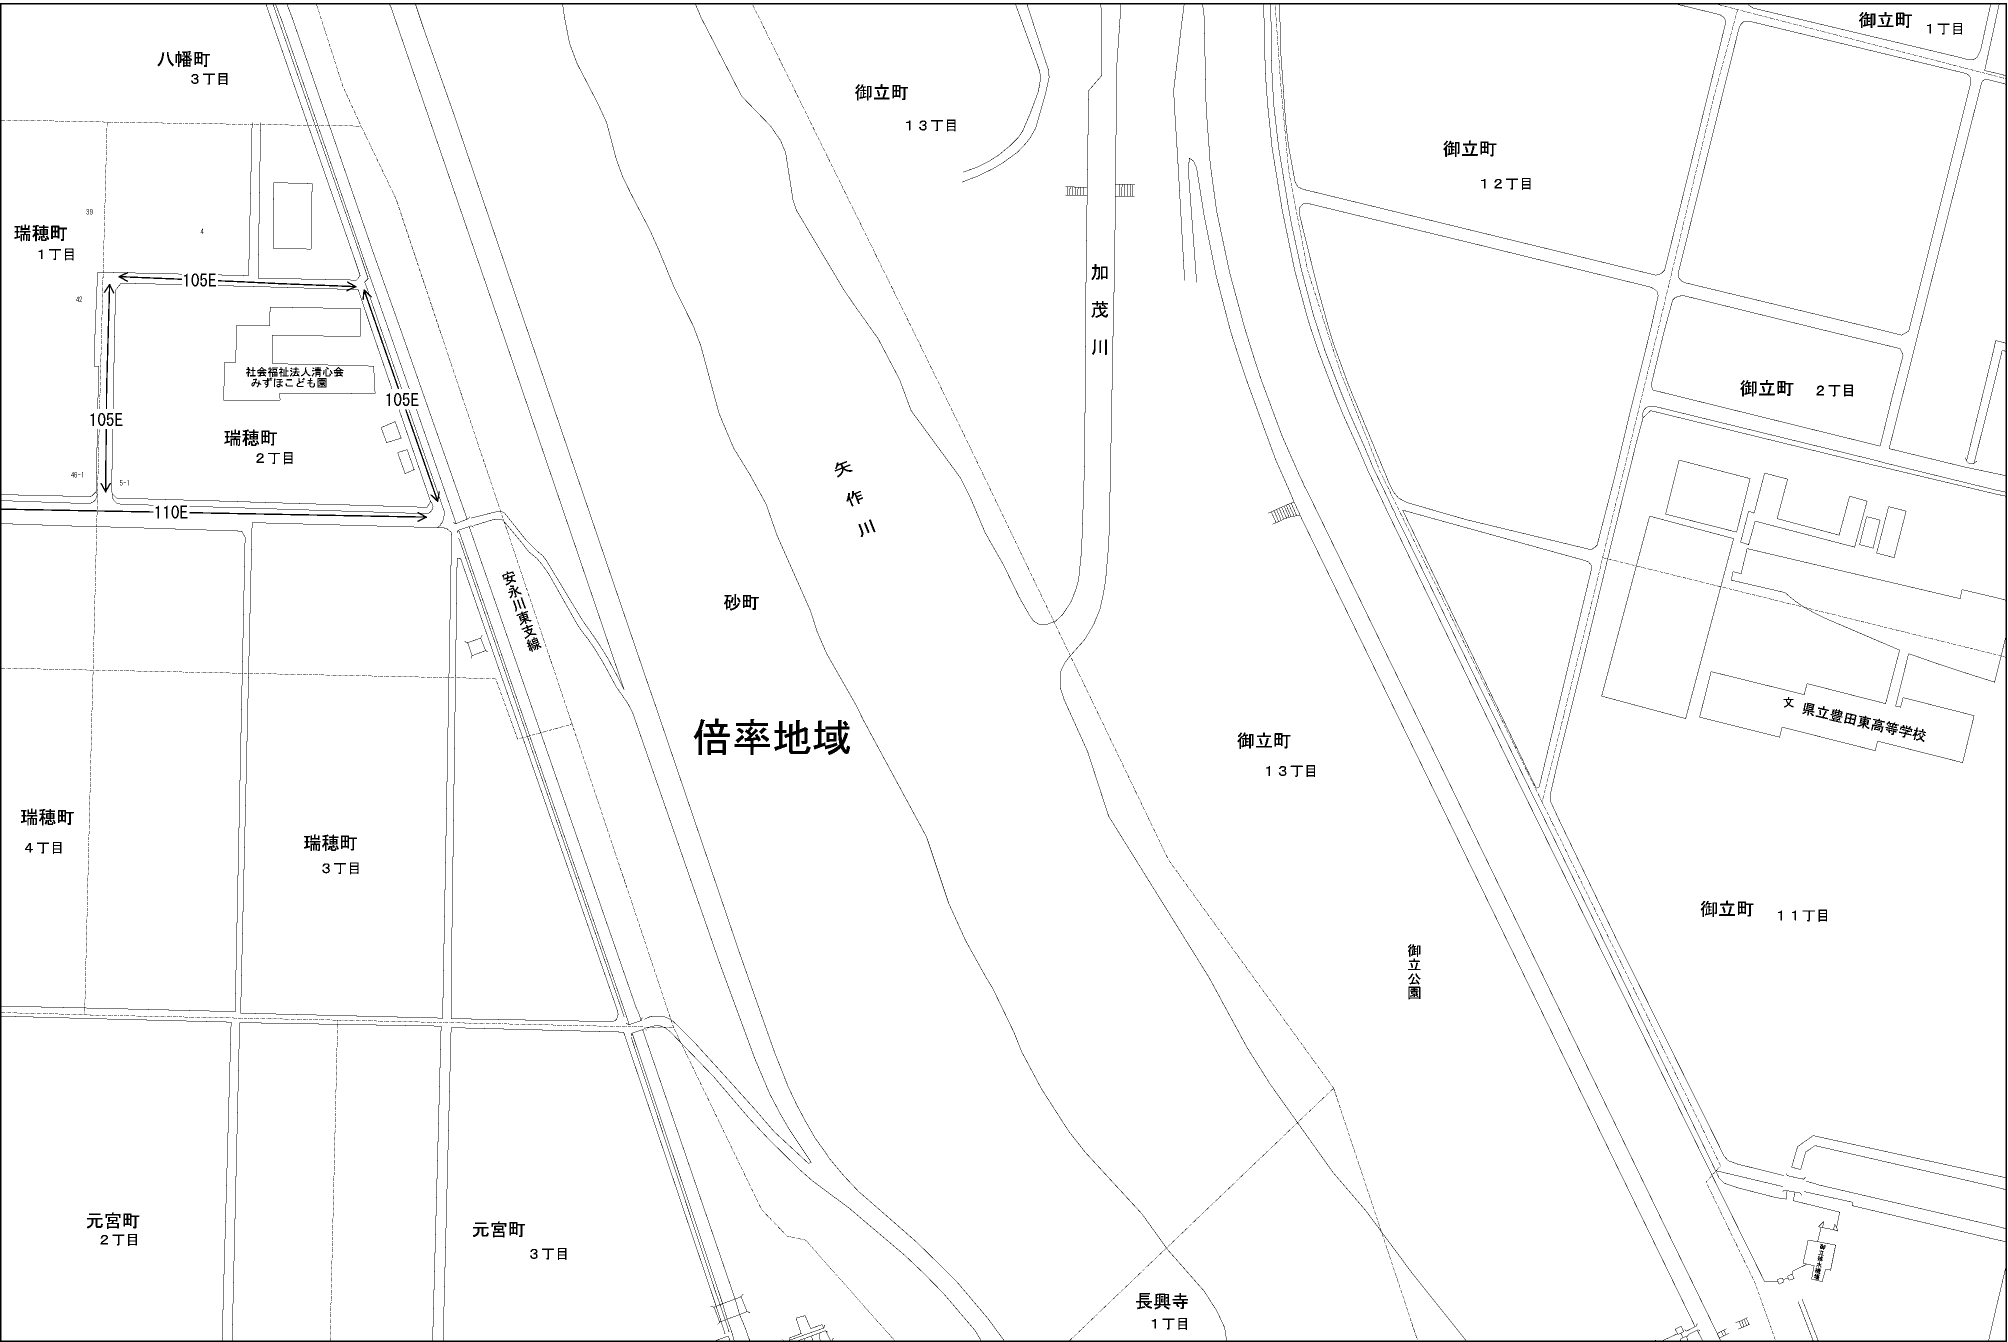 八幡町
３丁目
御立町
１３丁目
御立町
１丁目
御立町
１２丁目
39
4
瑞穂町
１丁目
42
105E
105E
105E
社会福祉法人清心会
みずほこども園
瑞穂町
２丁目
46-1
5-1
110E
加茂川
矢作川
御立町 ２丁目
安永川東支線
砂町
倍率地域
文 県立豊田東高等学校
御立町
１３丁目
瑞穂町
４丁目
瑞穂町
３丁目
御立町 １１丁目
御立公園
元宮町
２丁目
元宮町
３丁目
長興寺
１丁目